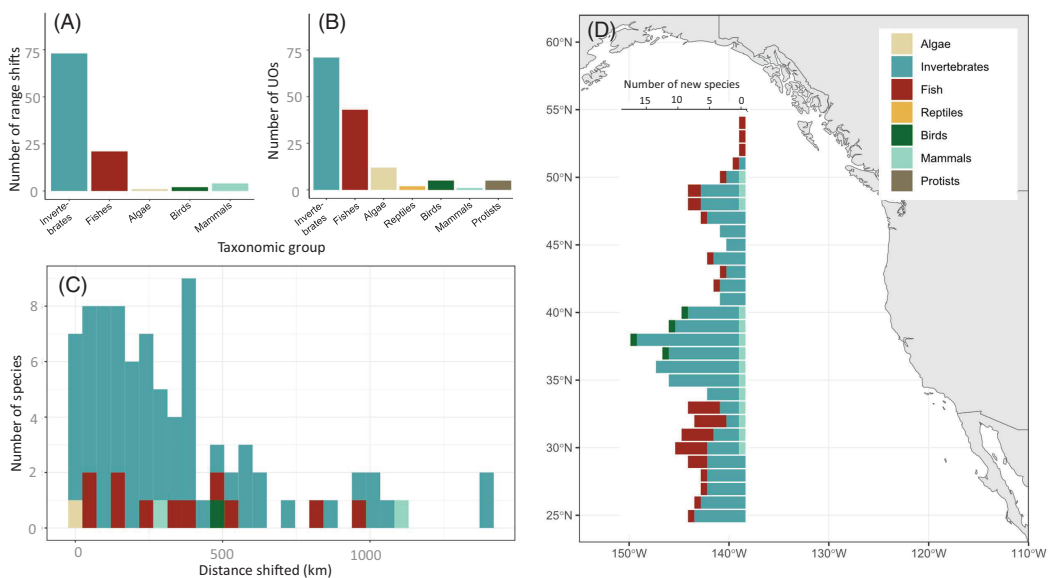 (A)
Number of range shifts
75
50
25
0
Inverte-
brates
Fishes
Algae
Birds
Mammals
(B)
Number of UOs
75
50
25
0
Inverte-
brates
Fishes
Algae
Reptiles
Birds
Mammals
Protists
Taxonomic group
(C)
Number of species
8
6
4
2
0
0
500
1000
Distance shifted (km)
(D)
60°N
55°N
50°N
45°N
40°N
35°N
30°N
25°N
Number of new species
15 10 5 0
Algae
Invertebrates
Fish
Reptiles
Birds
Mammals
Protists
150°W 140°W 130°W 120°W 110°W